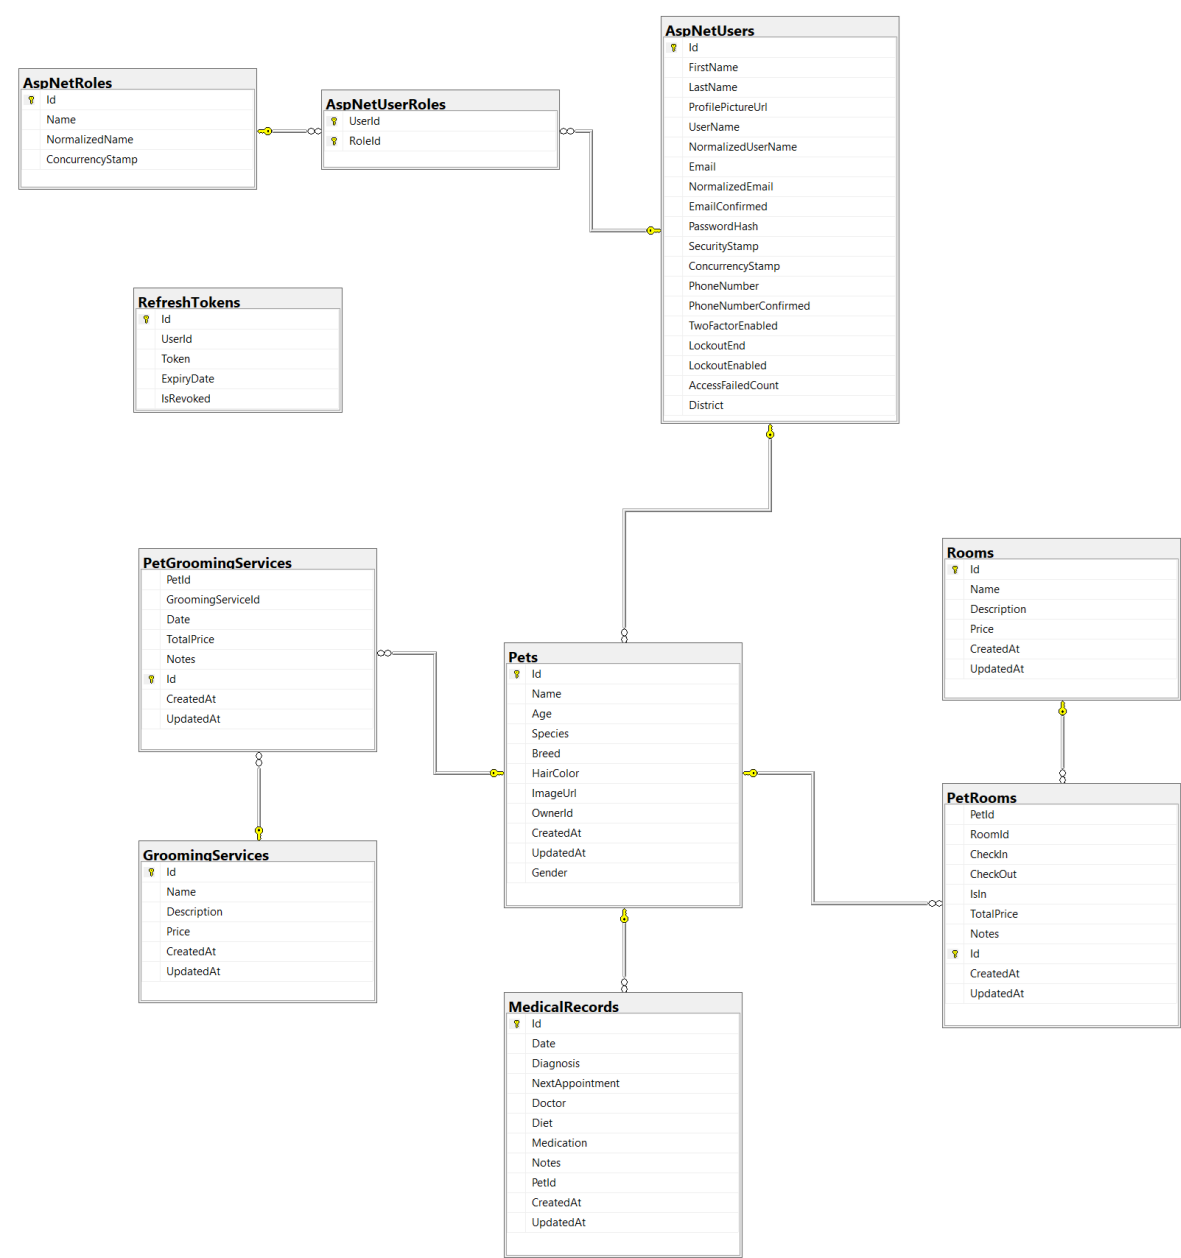 AspNetUsers
Id
FirstName
LastName
ProfilePictureUrl
UserName
NormalizedUserName
Email
NormalizedEmail
EmailConfirmed
PasswordHash
SecurityStamp
ConcurrencyStamp
PhoneNumber
PhoneNumberConfirmed
TwoFactorEnabled
LockoutEnd
LockoutEnabled
AccessFailedCount
District
AspNetRoles
Id
Name
NormalizedName
ConcurrencyStamp
AspNetUserRoles
UserId
RoleId
RefreshTokens
Id
UserId
Token
ExpiryDate
IsRevoked
PetGroomingServices
PetId
GroomingServiceId
Date
TotalPrice
Notes
Id
CreatedAt
UpdatedAt
Rooms
Id
Name
Description
Price
CreatedAt
UpdatedAt
Pets
Id
Name
Age
Species
Breed
HairColor
ImageUrl
OwnerId
CreatedAt
UpdatedAt
Gender
PetRooms
PetId
RoomId
CheckIn
CheckOut
IsIn
TotalPrice
Notes
Id
CreatedAt
UpdatedAt
GroomingServices
Id
Name
Description
Price
CreatedAt
UpdatedAt
MedicalRecords
Id
Date
Diagnosis
NextAppointment
Doctor
Diet
Medication
Notes
PetId
CreatedAt
UpdatedAt